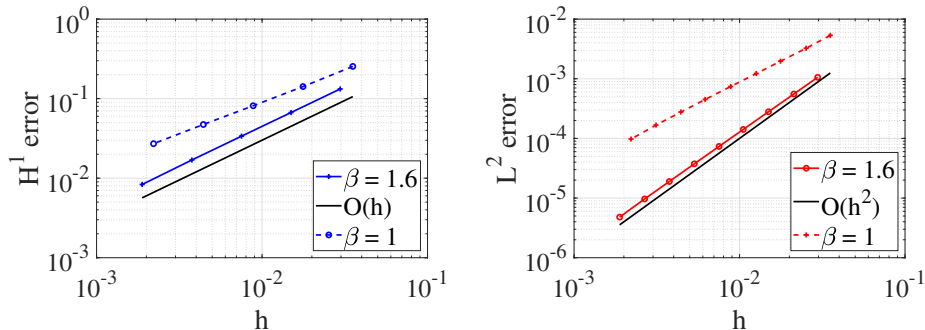 10^0
10^-1
10^-2
10^-3
H^1 error
10^-3
10^-2
10^-1
h
β = 1.6
O(h)
β = 1
10^-2
10^-3
10^-4
10^-5
10^-6
L^2 error
10^-3
10^-2
10^-1
h
β = 1.6
O(h^2)
β = 1